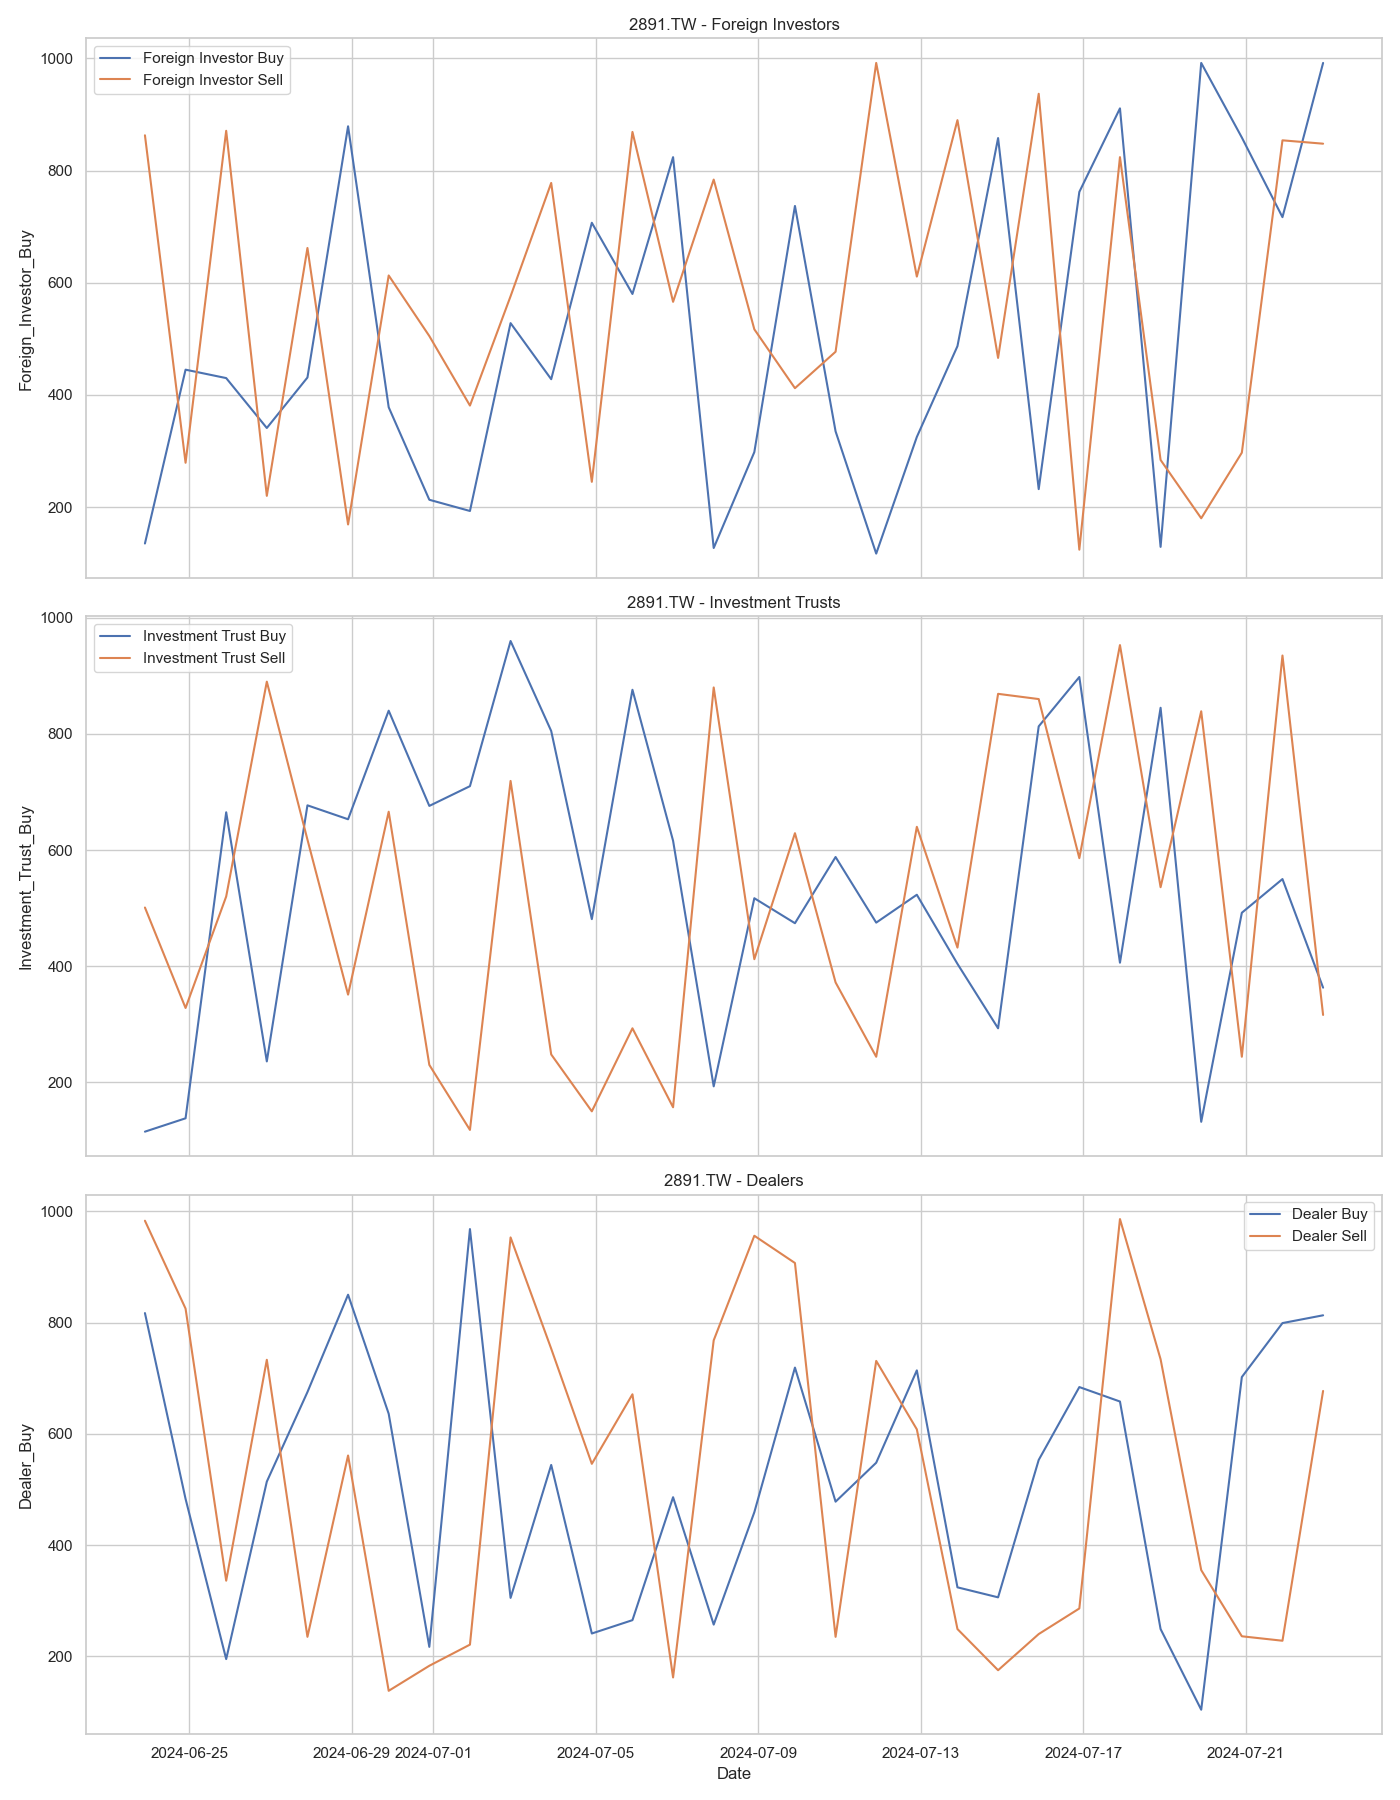 2891.TW - Foreign Investors
Foreign Investor Buy
Foreign Investor Sell
Foreign_Investor_Buy
1000
800
600
400
200
2891.TW - Investment Trusts
Investment Trust Buy
Investment Trust Sell
Investment_Trust_Buy
1000
800
600
400
200
2891.TW - Dealers
Dealer Buy
Dealer Sell
Dealer_Buy
1000
800
600
400
200
2024-06-25 2024-06-29 2024-07-01 2024-07-05 2024-07-09 2024-07-13 2024-07-17 2024-07-21
Date